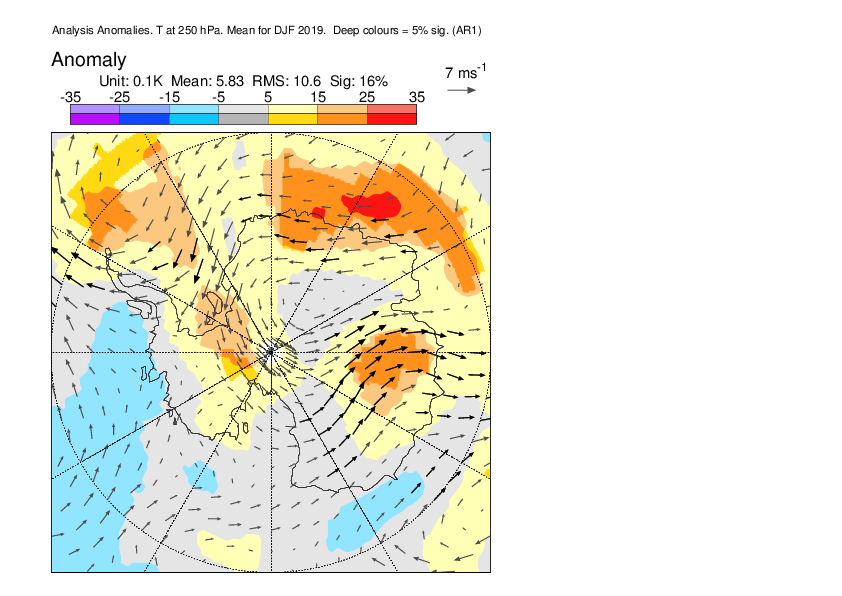 Analysis Anomalies. T at 250 hPa. Mean for DJF 2019. Deep colours = 5% sig. (AR1)
Anomaly
7 ms-1
Unit: 0.1K Mean: 5.83 RMS: 10.6 Sig: 16%
-35 -25 -15 -5 5 15 25 35